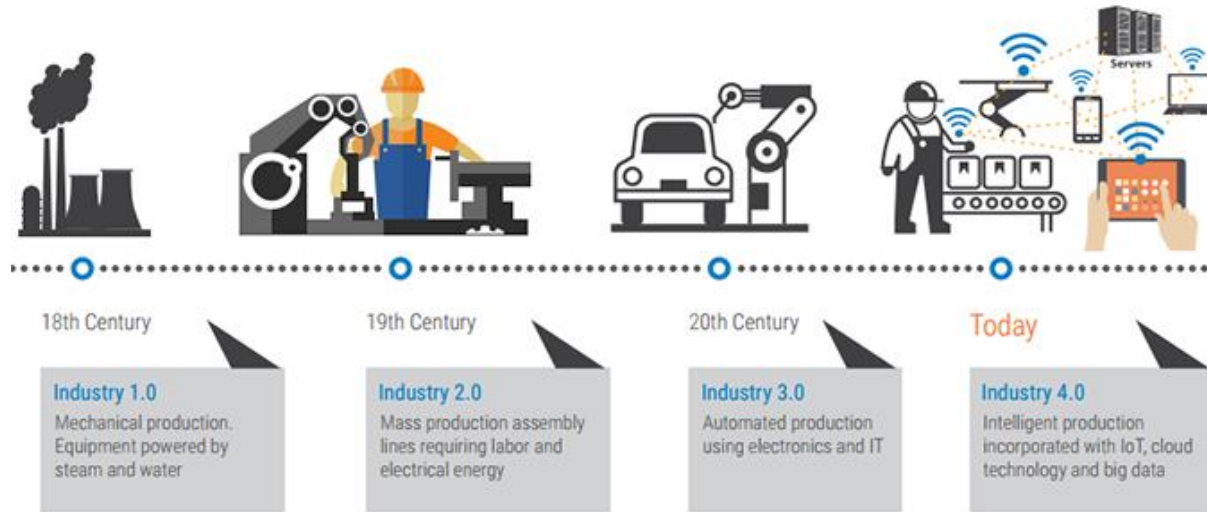 Servers
18th Century
Industry 1.0
Mechanical production.
Equipment powered by
steam and water
19th Century
Industry 2.0
Mass production assembly
lines requiring labor and
electrical energy
20th Century
Industry 3.0
Automated production
using electronics and IT
Today
Industry 4.0
Intelligent production
incorporated with IoT, cloud
technology and big data